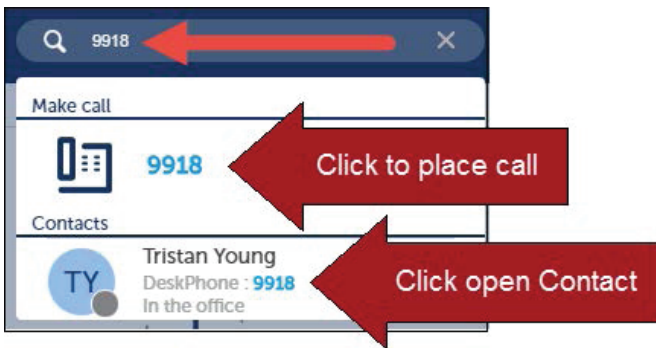 9918
Make call
9918
Click to place call
Contacts
TY
Tristan Young
DeskPhone : 9918
In the office
Click open Contact